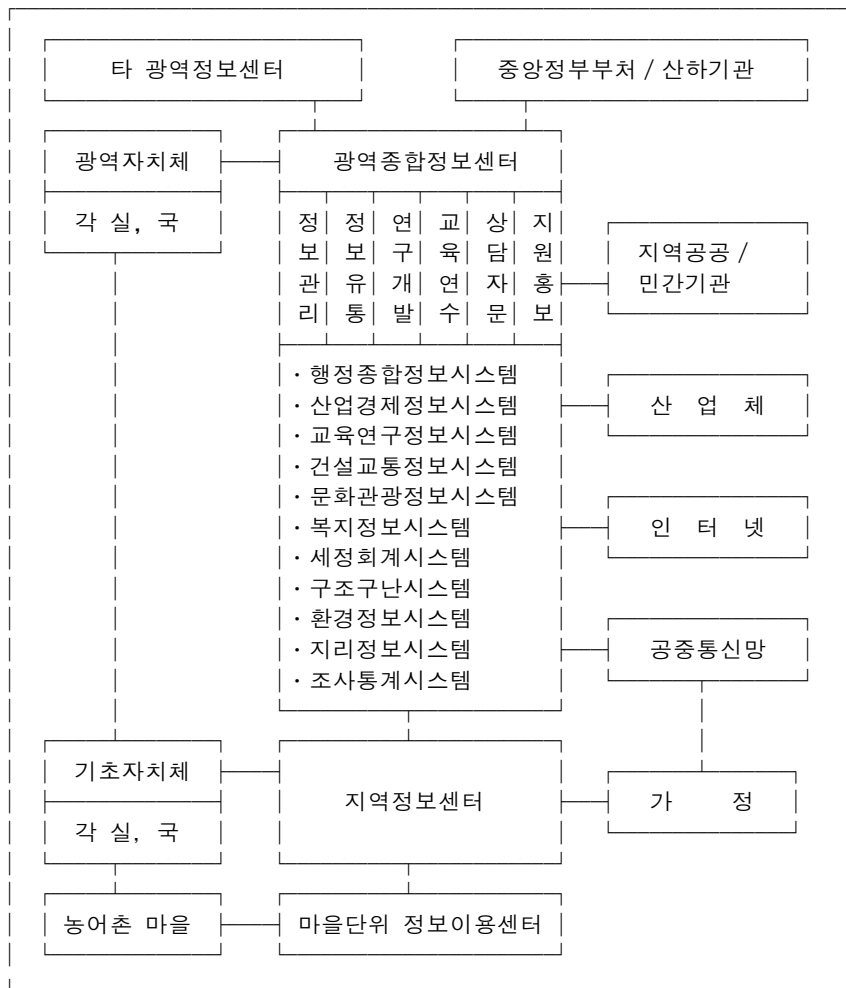 타 광역정보센터
중앙정부부처 / 산하기관
광역자치체
광역종합정보센터
각 실, 국
정보관리
정보유통
연구개발
교육연수
상담자문
지원홍보
지역공공 /
민간기관
· 행정종합정보시스템
· 산업경제정보시스템
· 교육연구정보시스템
· 건설교통정보시스템
· 문화관광정보시스템
· 복지정보시스템
· 세정회계시스템
· 구조구난시스템
· 환경정보시스템
· 지리정보시스템
· 조사통계시스템
산 업 체
인 터 넷
공중통신망
기초자치체
각 실, 국
지역정보센터
가 정
농어촌 마을
마을단위 정보이용센터